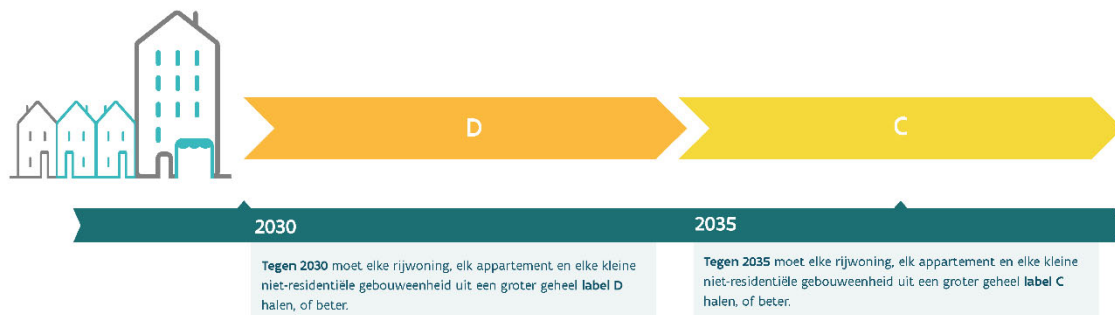 D
C
2030
2035
Tegen 2030 moet elke rijwoning, elk appartement en elke kleine
niet-residentiële gebouweenheid uit een groter geheel label D
halen, of beter.
Tegen 2035 moet elke rijwoning, elk appartement en elke kleine
niet-residentiële gebouweenheid uit een groter geheel label C
halen, of beter.